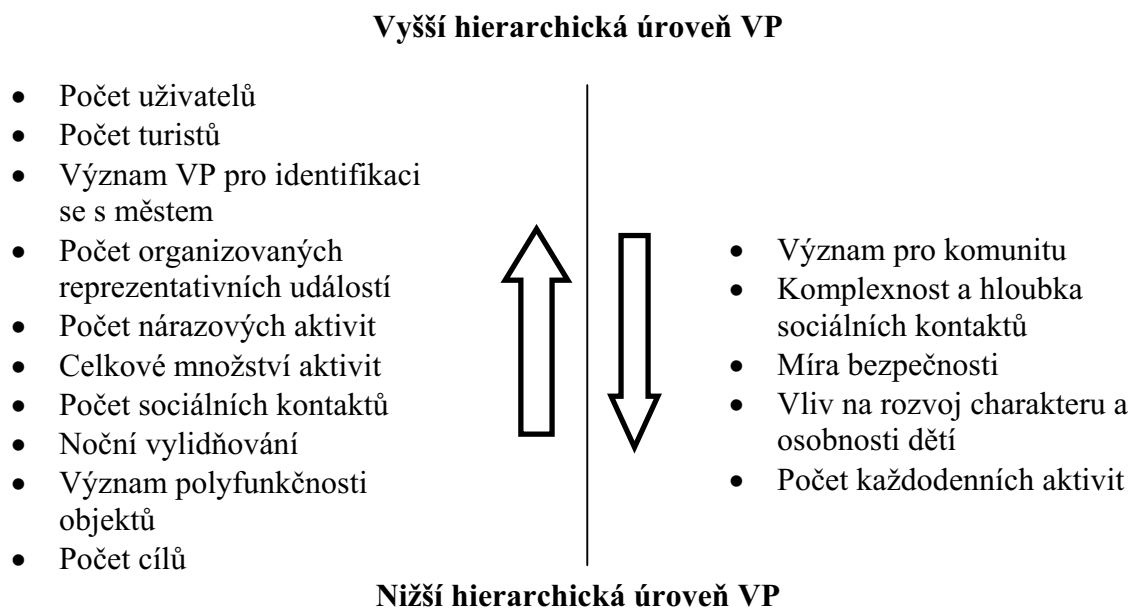 Vyšší hierarchická úroveň VP
• Počet uživatelů
• Počet turistů
• Význam VP pro identifikaci
se s městem
• Počet organizovaných
reprezentativních událostí
• Počet nárazových aktivit
• Celkové množství aktivit
• Počet sociálních kontaktů
• Noční vylidňování
• Význam polyfunkčnosti
objektů
• Počet cílů
• Význam pro komunitu
• Komplexnost a hloubka
sociálních kontaktů
• Míra bezpečnosti
• Vliv na rozvoj charakteru a
osobnosti dětí
• Počet každodenních aktivit
Nižší hierarchická úroveň VP